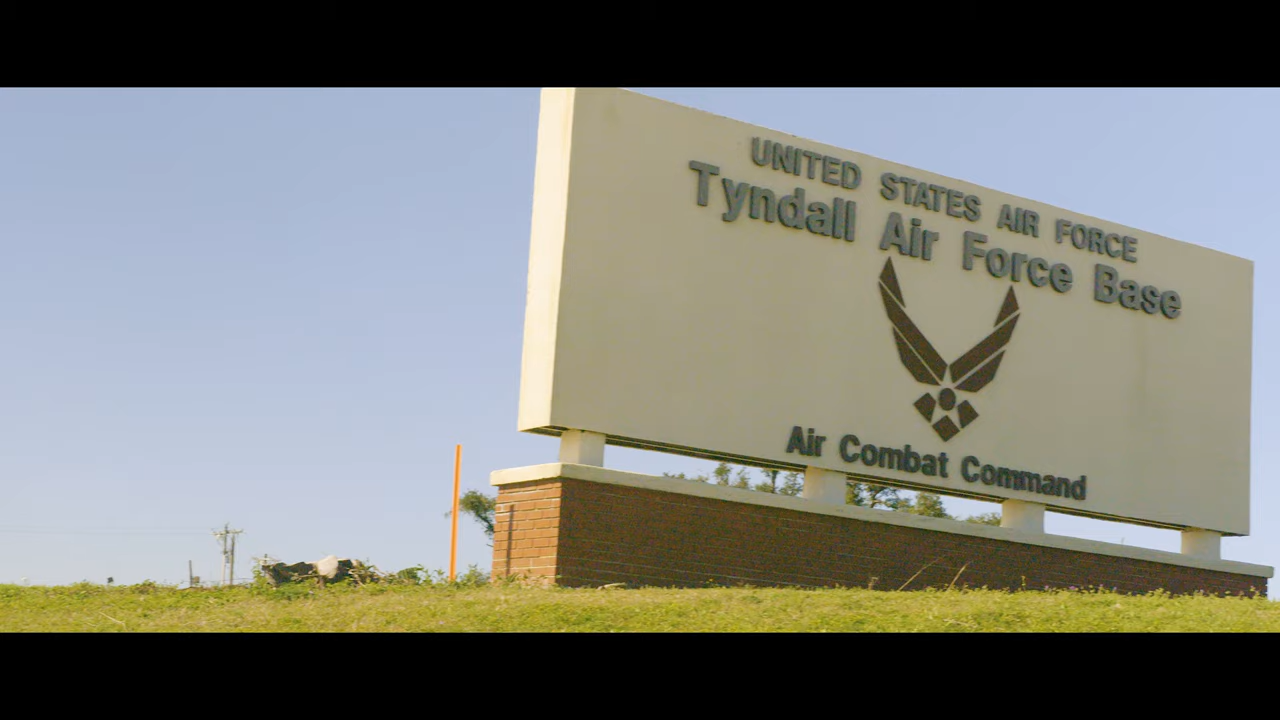 UNITED STATES AIR FORCE
Tyndall Air Force Base
Air Combat Command